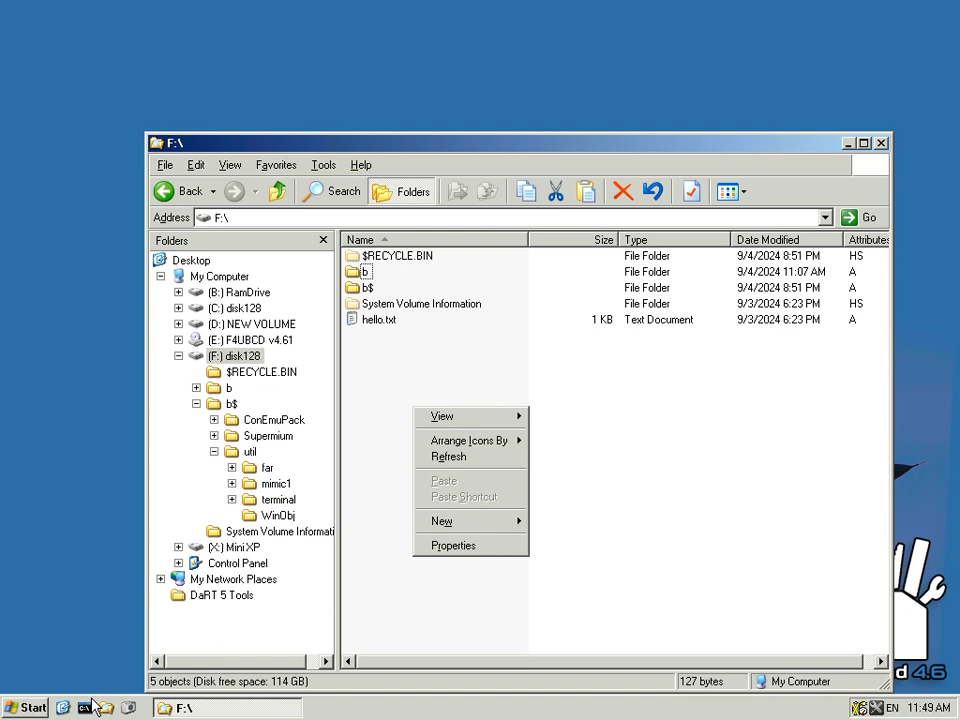 F:\
File Edit View Favorites Tools Help
Back Search Folders
Address F:\ Go
Folders
Desktop
My Computer
(B:) RamDrive
(C:) disk128
(D:) NEW VOLUME
(E:) F4UBCD v4.61
(F:) disk128
$RECYCLE.BIN
b
b$
ConEmuPack
Supermium
util
far
mimic1
terminal
WinObj
System Volume Informati
(X:) MiniXP
Control Panel
My Network Places
DaRT 5 Tools
Name Size Type Date Modified Attributes
$RECYCLE.BIN File Folder 9/4/2024 8:51 PM HS
b File Folder 9/4/2024 11:07 AM A
b$ File Folder 9/4/2024 8:51 PM A
System Volume Information File Folder 9/3/2024 6:23 PM HS
hello.txt 1 KB Text Document 9/3/2024 6:23 PM A
View
Arrange Icons By
Refresh
Paste
Paste Shortcut
New
Properties
5 objects (Disk free space: 114 GB) 127 bytes My Computer
d 4.6
Start C:\ F:\ EN 11:49 AM